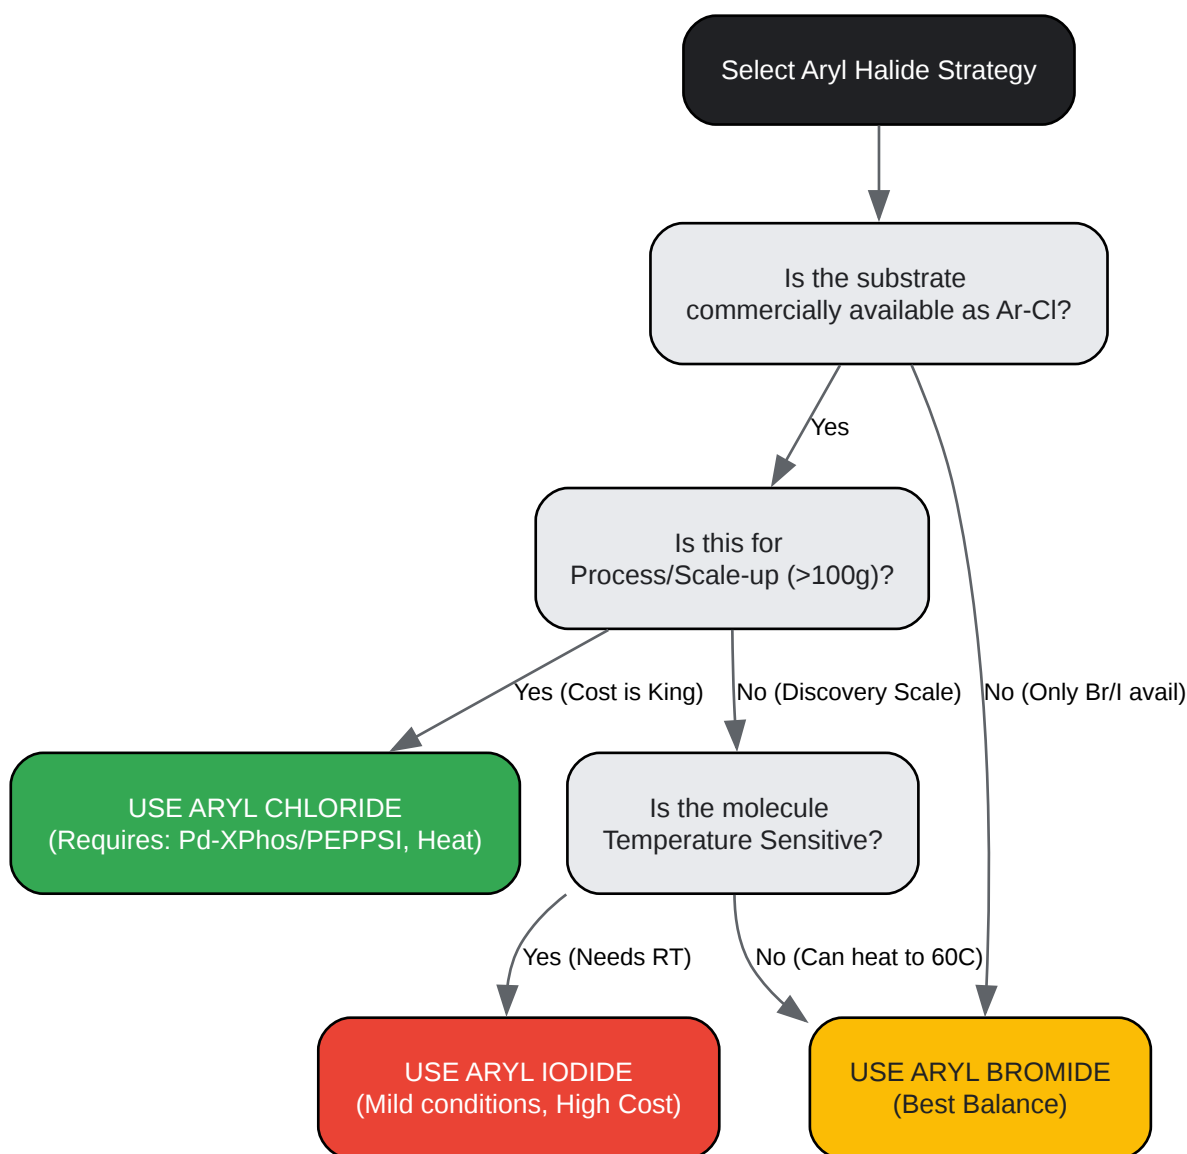 Select Aryl Halide Strategy
Is the substrate
commercially available as Ar-Cl?
Yes
Is this for
Process/Scale-up (>100g)?
Yes (Cost is King)
No (Discovery Scale)
No (Only Br/I avail)
USE ARYL CHLORIDE
(Requires: Pd-XPhos/PEPPSI, Heat)
Is the molecule
Temperature Sensitive?
Yes (Needs RT)
No (Can heat to 60C)
USE ARYL IODIDE
(Mild conditions, High Cost)
USE ARYL BROMIDE
(Best Balance)